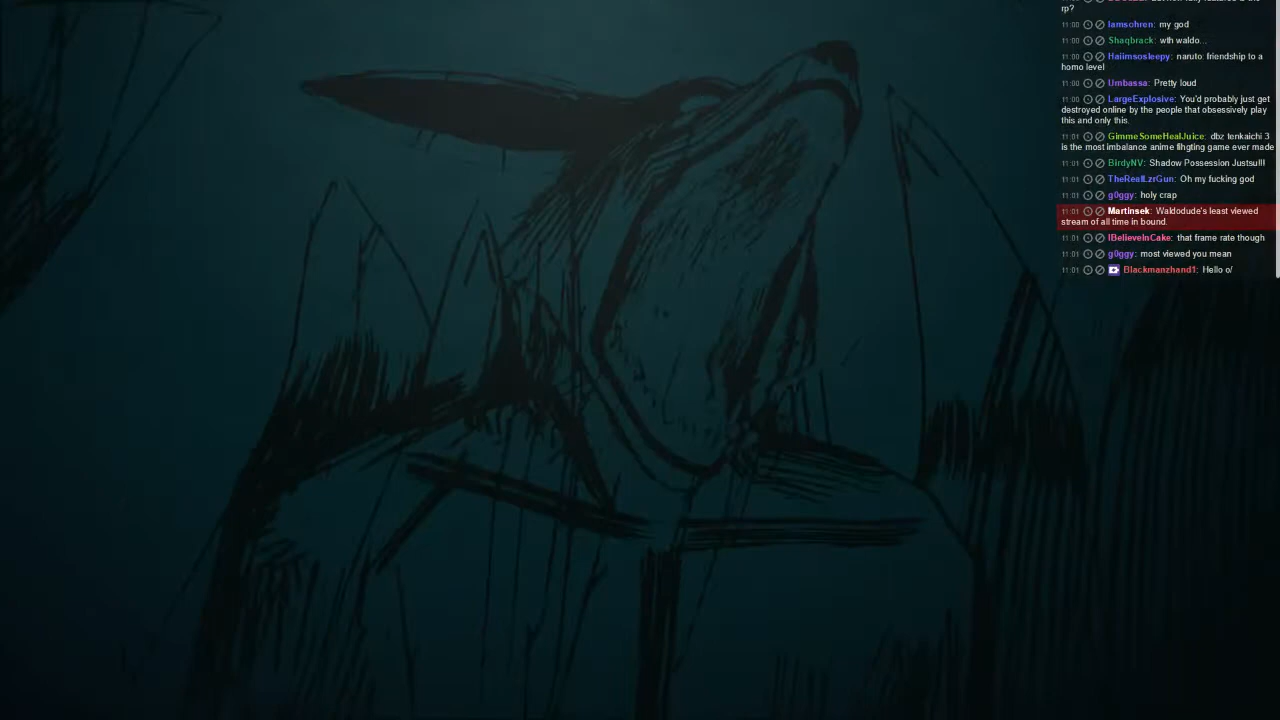 rp?
11:00 Iamsohren: my god
11:00 Shaqbrack: wth waldo...
11:00 Haiimsosleepy: naruto friendship to a
homo level
11:00 Umbassa: Pretty loud
11:00 LargeExplosive: You'd probably just get
destroyed online by the people that obsessively play
this and only this.
11:01 GimmeSomeHealJuice: dbz tenkaichi 3
is the most imbalance anime fihgting game ever made
11:01 BirdyNV: Shadow Possession Justsu!!!
11:01 TheRealLzrGun: Oh my fucking god
11:01 g0ggy: holy crap
11:01 Martinsek: Waldodude's least viewed
stream of all time in bound.
11:01 IBelieveInCake: that frame rate though
11:01 g0ggy: most viewed you mean
11:01 Blackmanzhand1: Hello o/